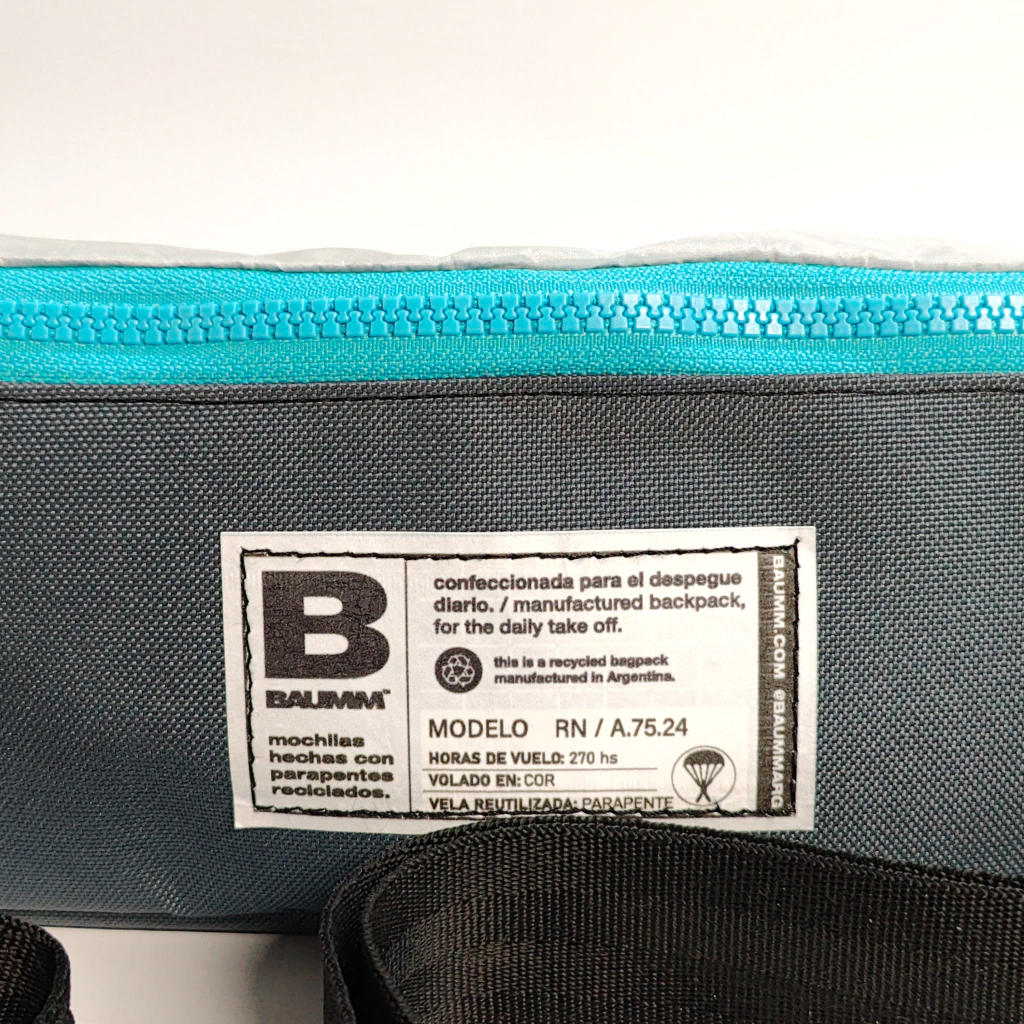 B
BAUMM™
mochilas
hechas con
parapentes
reciclados.
confeccionada para el despegue
diario. / manufactured backpack,
for the daily take off.
this is a recycled bagpack
manufactured in Argentina.
MODELO RN / A.75.24
HORAS DE VUELO: 270 hs
VOLADO EN: COR
VELA REUTILIZADA: PARAPENTE
BAUMM.COM @BAUMMARG